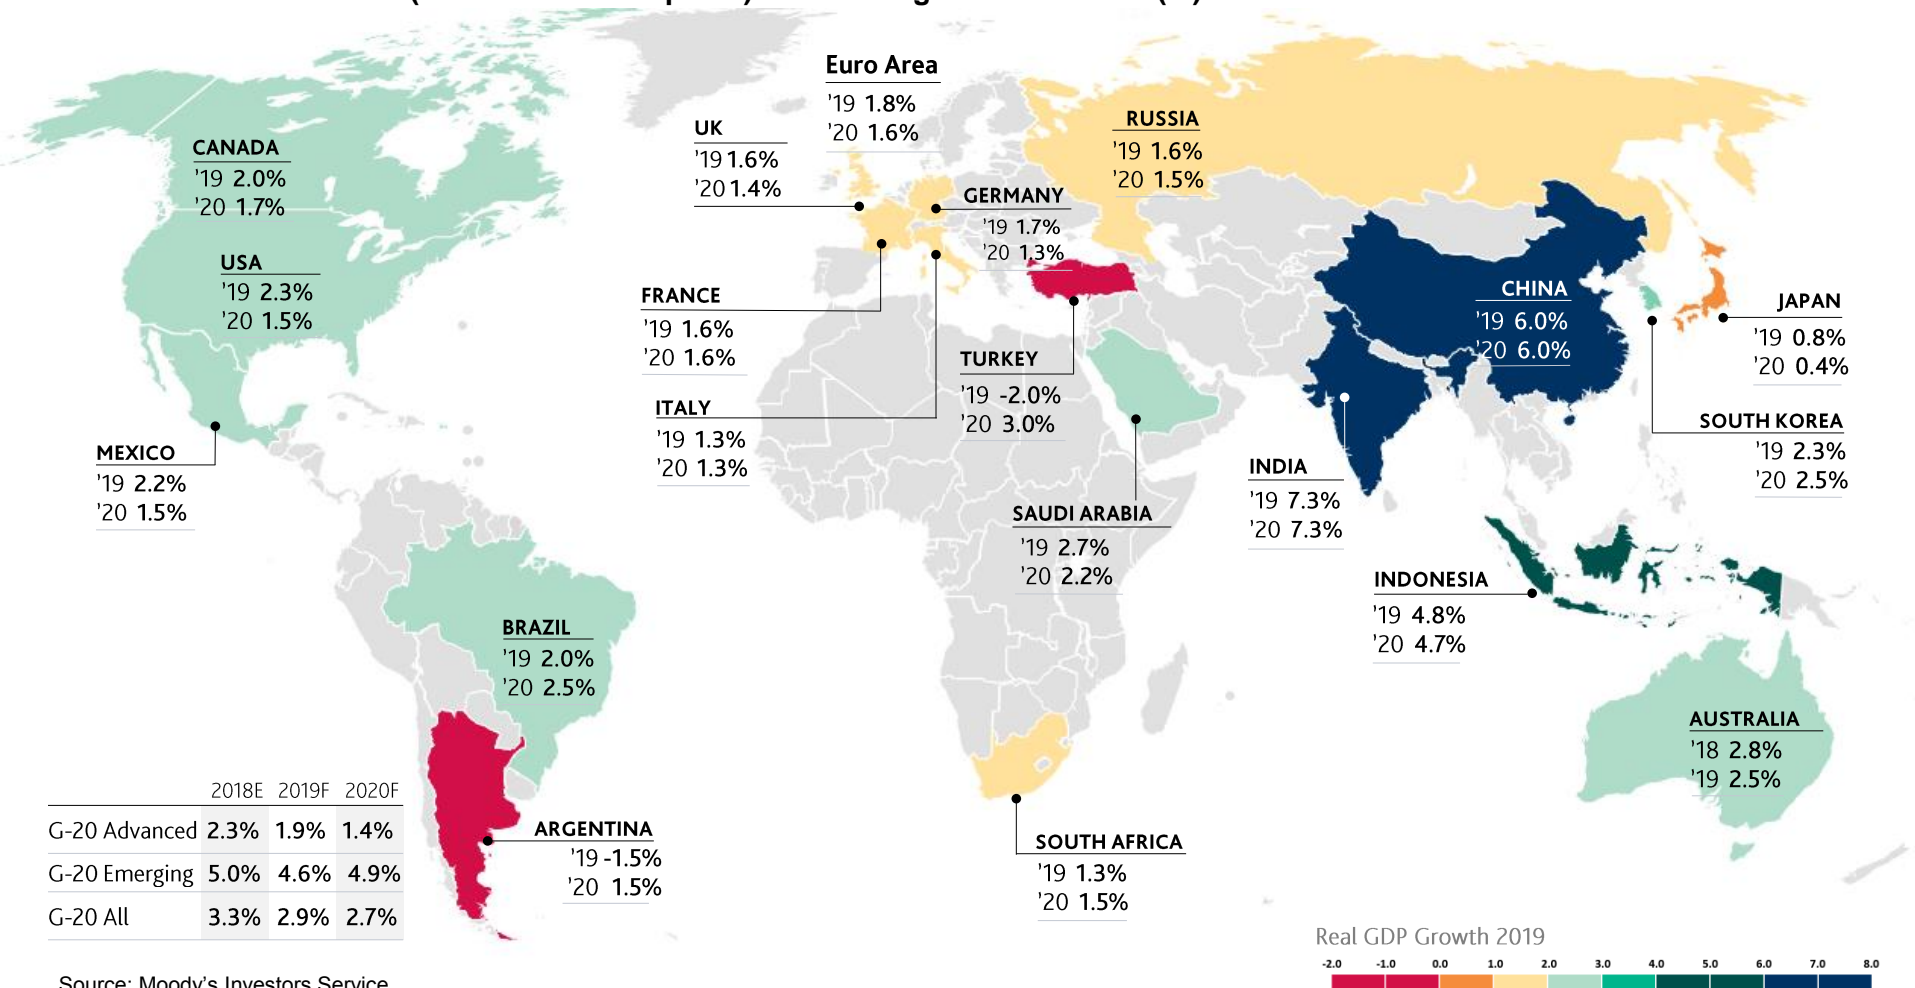 CANADA
'19 2.0%
'20 1.7%
USA
'19 2.3%
'20 1.5%
MEXICO
'19 2.2%
'20 1.5%
BRAZIL
'19 2.0%
'20 2.5%
ARGENTINA
'19 -1.5%
'20 1.5%
Euro Area
'19 1.8%
'20 1.6%
UK
'19 1.6%
'20 1.4%
GERMANY
'19 1.7%
'20 1.3%
FRANCE
'19 1.6%
'20 1.6%
ITALY
'19 1.3%
'20 1.3%
TURKEY
'19 -2.0%
'20 3.0%
RUSSIA
'19 1.6%
'20 1.5%
SAUDI ARABIA
'19 2.7%
'20 2.2%
SOUTH AFRICA
'19 1.3%
'20 1.5%
CHINA
'19 6.0%
'20 6.0%
INDIA
'19 7.3%
'20 7.3%
JAPAN
'19 0.8%
'20 0.4%
SOUTH KOREA
'19 2.3%
'20 2.5%
INDONESIA
'19 4.8%
'20 4.7%
AUSTRALIA
'18 2.8%
'19 2.5%
2018E 2019F 2020F
G-20 Advanced 2.3% 1.9% 1.4%
G-20 Emerging 5.0% 4.6% 4.9%
G-20 All 3.3% 2.9% 2.7%
Source: Moody's Investors Service
Real GDP Growth 2019
-2.0 -1.0 0.0 1.0 2.0 3.0 4.0 5.0 6.0 7.0 8.0